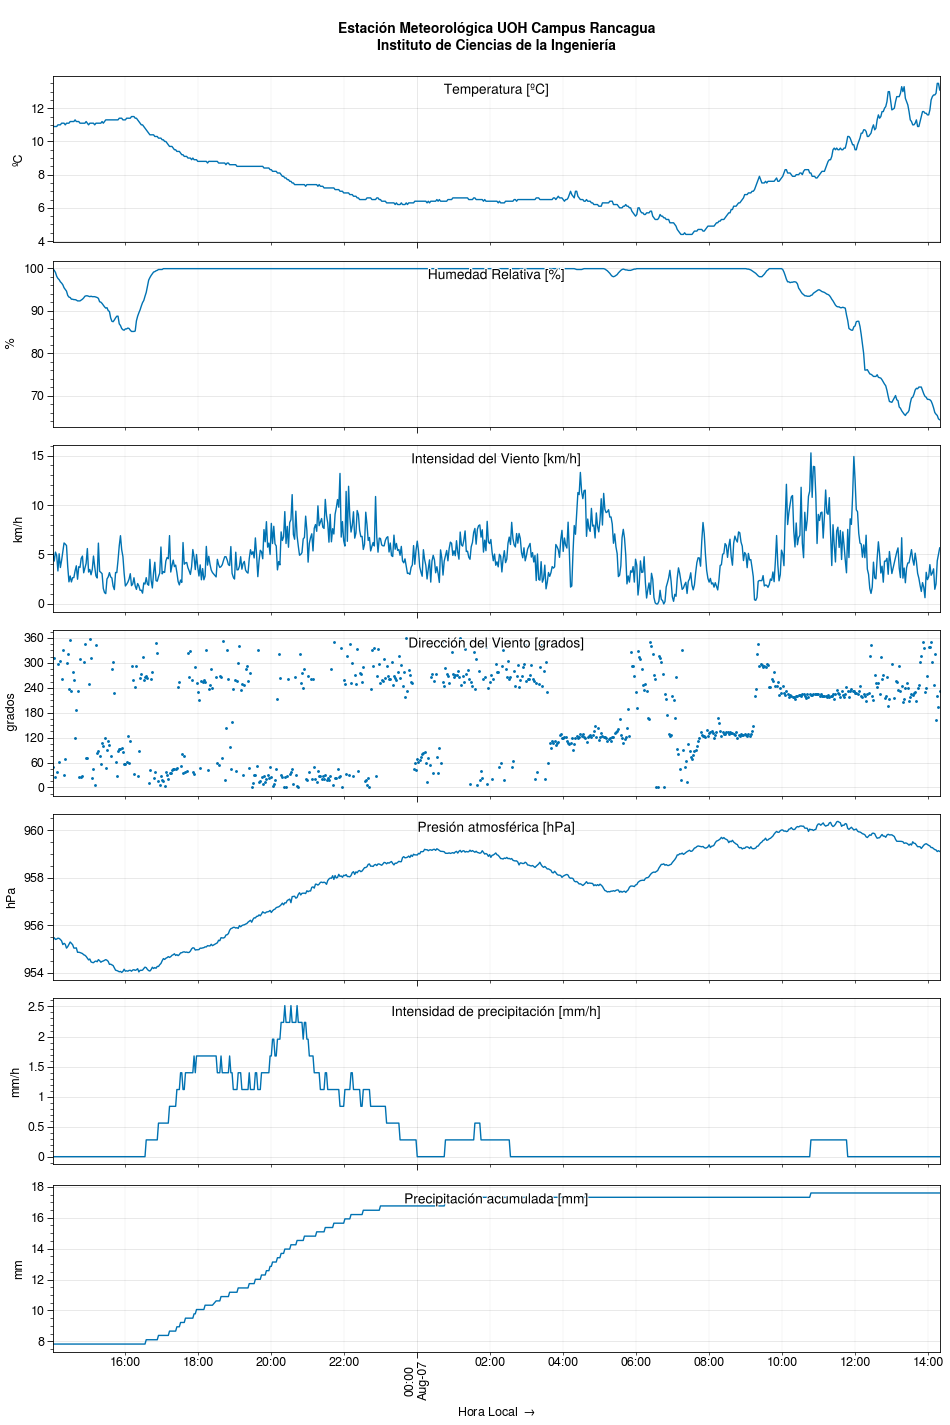 Estación Meteorológica UOH Campus Rancagua
Instituto de Ciencias de la Ingeniería
Temperatura [ºC]
ºC
12
10
8
6
4
Humedad Relativa [%]
%
100
90
80
70
Intensidad del Viento [km/h]
km/h
15
10
5
0
Dirección del Viento [grados]
grados
360
300
240
180
120
60
0
Presión atmosférica [hPa]
hPa
960
958
956
954
Intensidad de precipitación [mm/h]
mm/h
2.5
2
1.5
1
0.5
0
Precipitación acumulada [mm]
mm
18
16
14
12
10
8
16:00 18:00 20:00 22:00 00:00 02:00 04:00 06:00 08:00 10:00 12:00 14:00
Aug-07
Hora Local →